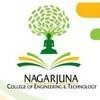 NAGARJUNA
COLLEGE OF ENGINEERING & TECHNOLOGY